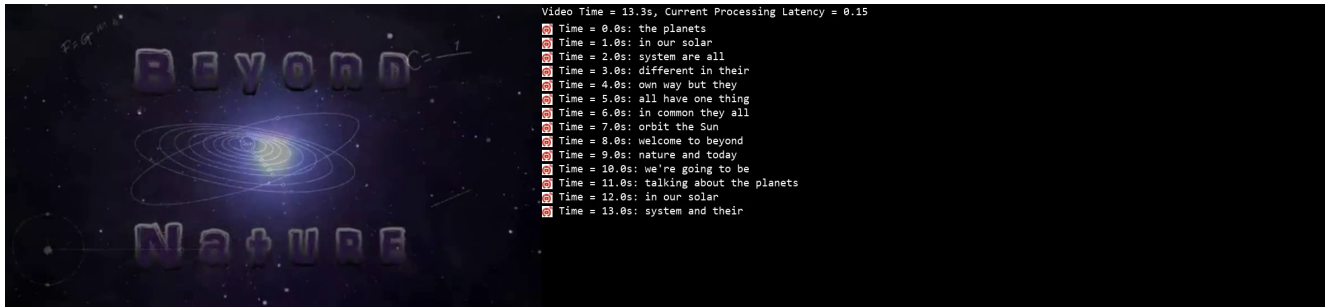 F=G
C= 1
BEYOND
NATURE
Video Time = 13.3s, Current Processing Latency = 0.15
Time = 0.0s: the planets
Time = 1.0s: in our solar
Time = 2.0s: system are all
Time = 3.0s: different in their
Time = 4.0s: own way but they
Time = 5.0s: all have one thing
Time = 6.0s: in common they all
Time = 7.0s: orbit the Sun
Time = 8.0s: welcome to beyond
Time = 9.0s: nature and today
Time = 10.0s: we're going to be
Time = 11.0s: talking about the planets
Time = 12.0s: in our solar
Time = 13.0s: system and their